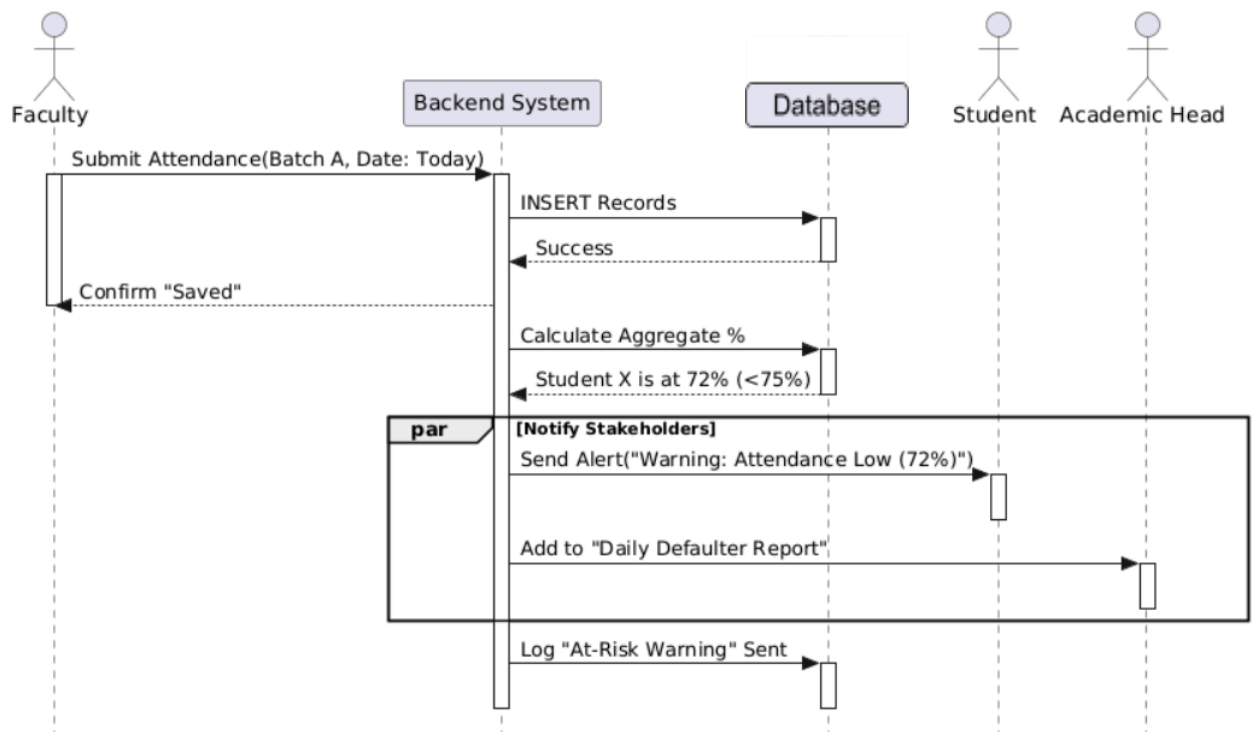 Faculty
Backend System
Database
Student
Academic Head
Submit Attendance(Batch A, Date: Today)
INSERT Records
Success
Confirm "Saved"
Calculate Aggregate %
Student X is at 72% (<75%)
par
[Notify Stakeholders]
Send Alert("Warning: Attendance Low (72%)")
Add to "Daily Defaulter Report"
Log "At-Risk Warning" Sent